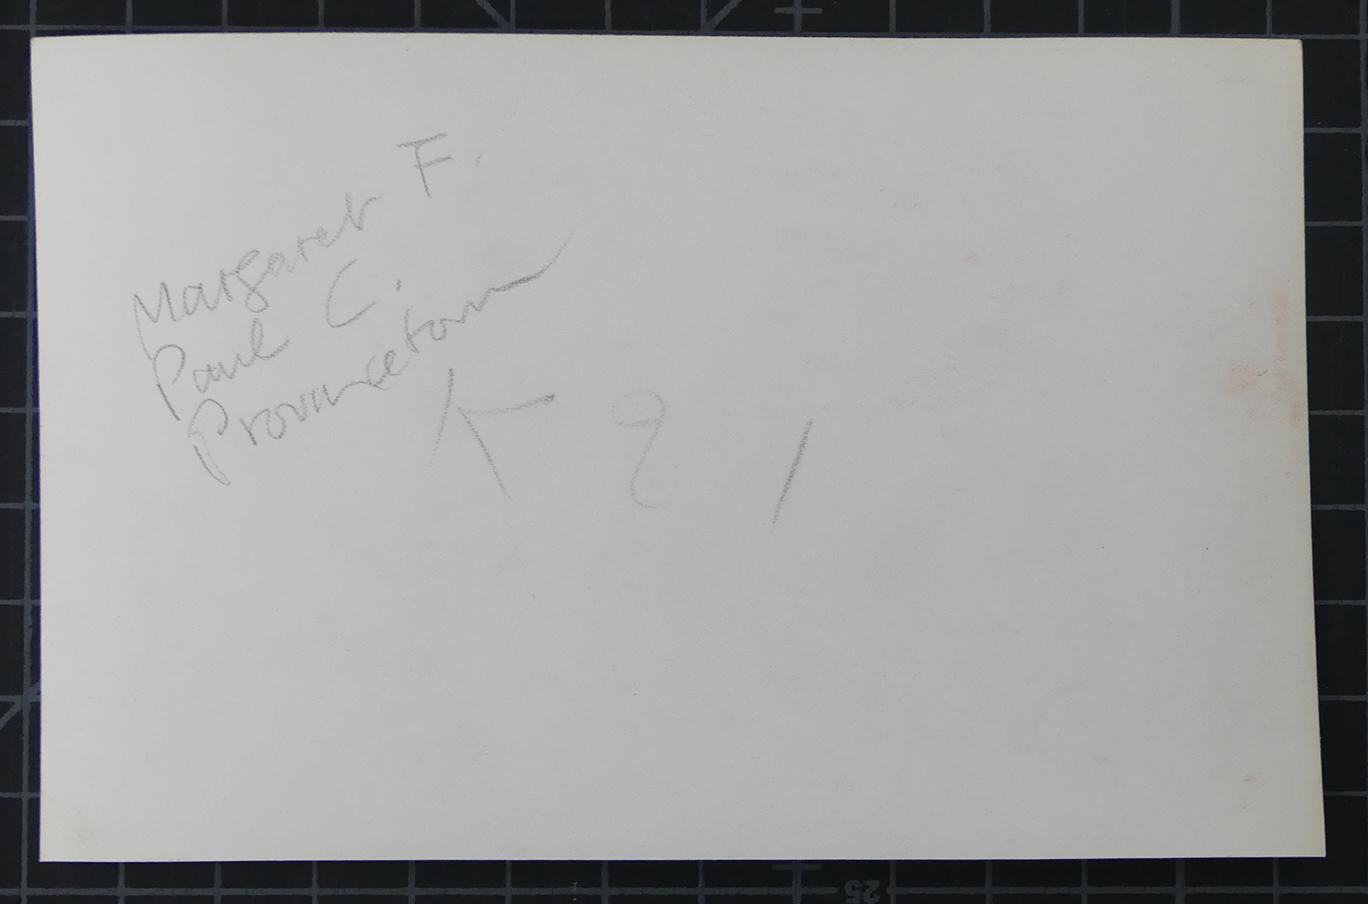 Margaret F.
Paul C.
Provincetown